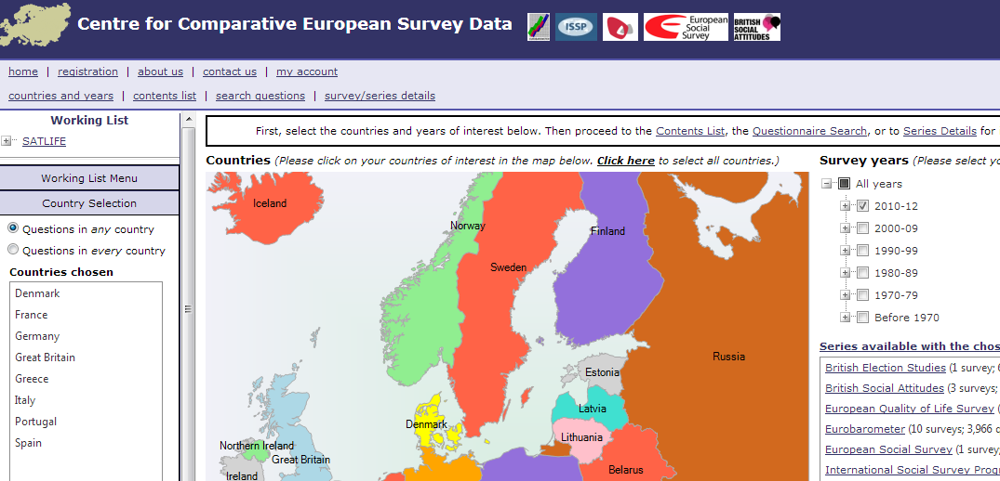 Centre for Comparative European Survey Data
ISSP
European Social Survey
BRITISH SOCIAL ATTITUDES
home | registration | about us | contact us | my account
countries and years | contents list | search questions | survey/series details
Working List
SATLIFE
Working List Menu
Country Selection
Questions in any country
Questions in every country
Countries chosen
Denmark
France
Germany
Great Britain
Greece
Italy
Portugal
Spain
First, select the countries and years of interest below. Then proceed to the Contents List, the Questionnaire Search, or to Series Details for
Countries (Please click on your countries of interest in the map below. Click here to select all countries.)
Iceland
Norway
Finland
Sweden
Russia
Estonia
Latvia
Denmark
Lithuania
Northern Ireland
Great Britain
Belarus
Ireland
Survey years (Please select yo
All years
2010-12
2000-09
1990-99
1980-89
1970-79
Before 1970
Series available with the chos
British Election Studies (1 survey; 6
British Social Attitudes (3 surveys;
European Quality of Life Survey (
Eurobarometer (10 surveys; 3,966 q
European Social Survey (1 survey;
International Social Survey Prog